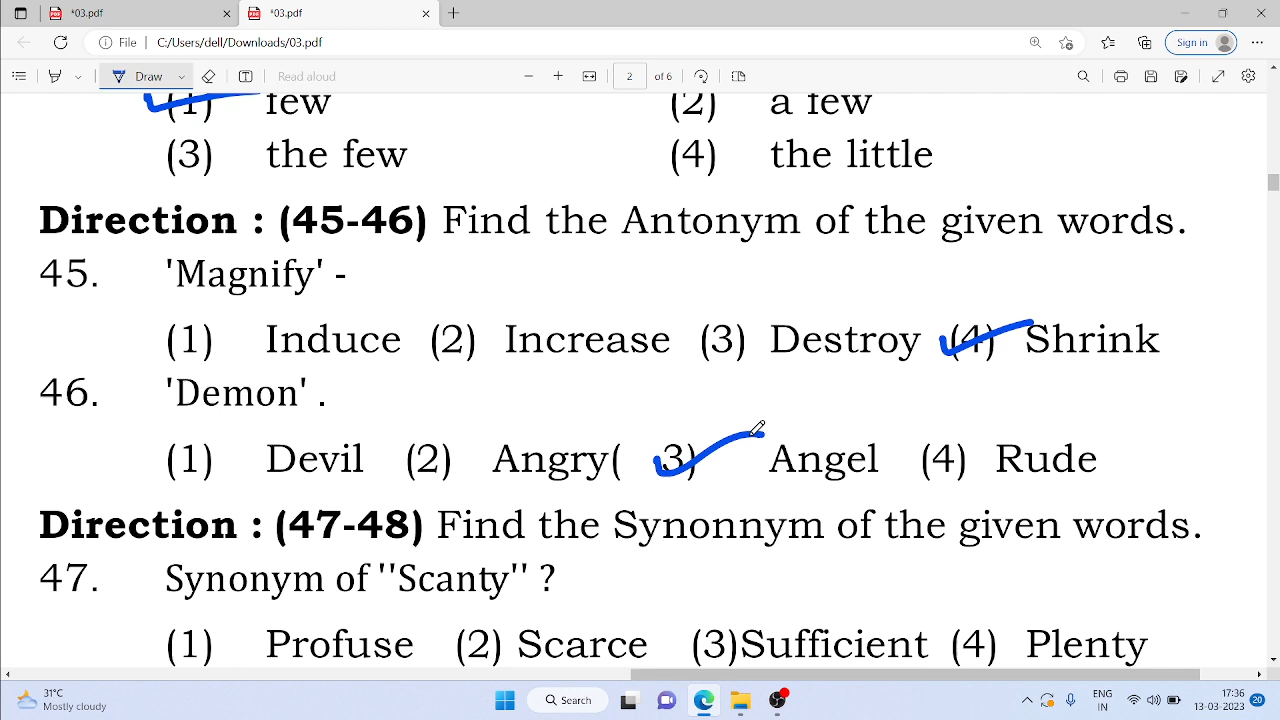 *03.pdf
*03.pdf
File C:/Users/dell/Downloads/03.pdf Sign in
Draw Read aloud 2 of 6
(1) few (2) a few
(3) the few (4) the little
Direction : (45-46) Find the Antonym of the given words.
45. 'Magnify' -
(1) Induce (2) Increase (3) Destroy (4) Shrink
46. 'Demon' .
(1) Devil (2) Angry( 3) Angel (4) Rude
Direction : (47-48) Find the Synonnym of the given words.
47. Synonym of ''Scanty'' ?
(1) Profuse (2) Scarce (3)Sufficient (4) Plenty
31°C
Mostly cloudy
Search
ENG
IN
17:36
13-03-2023
20